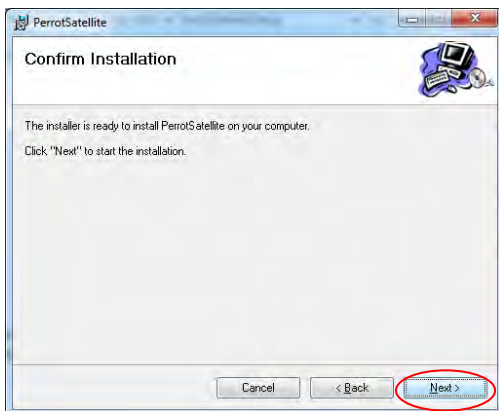 PerrotSatellite
Confirm Installation
The installer is ready to install PerrotSatellite on your computer.
Click "Next" to start the installation.
Cancel
< Back
Next >